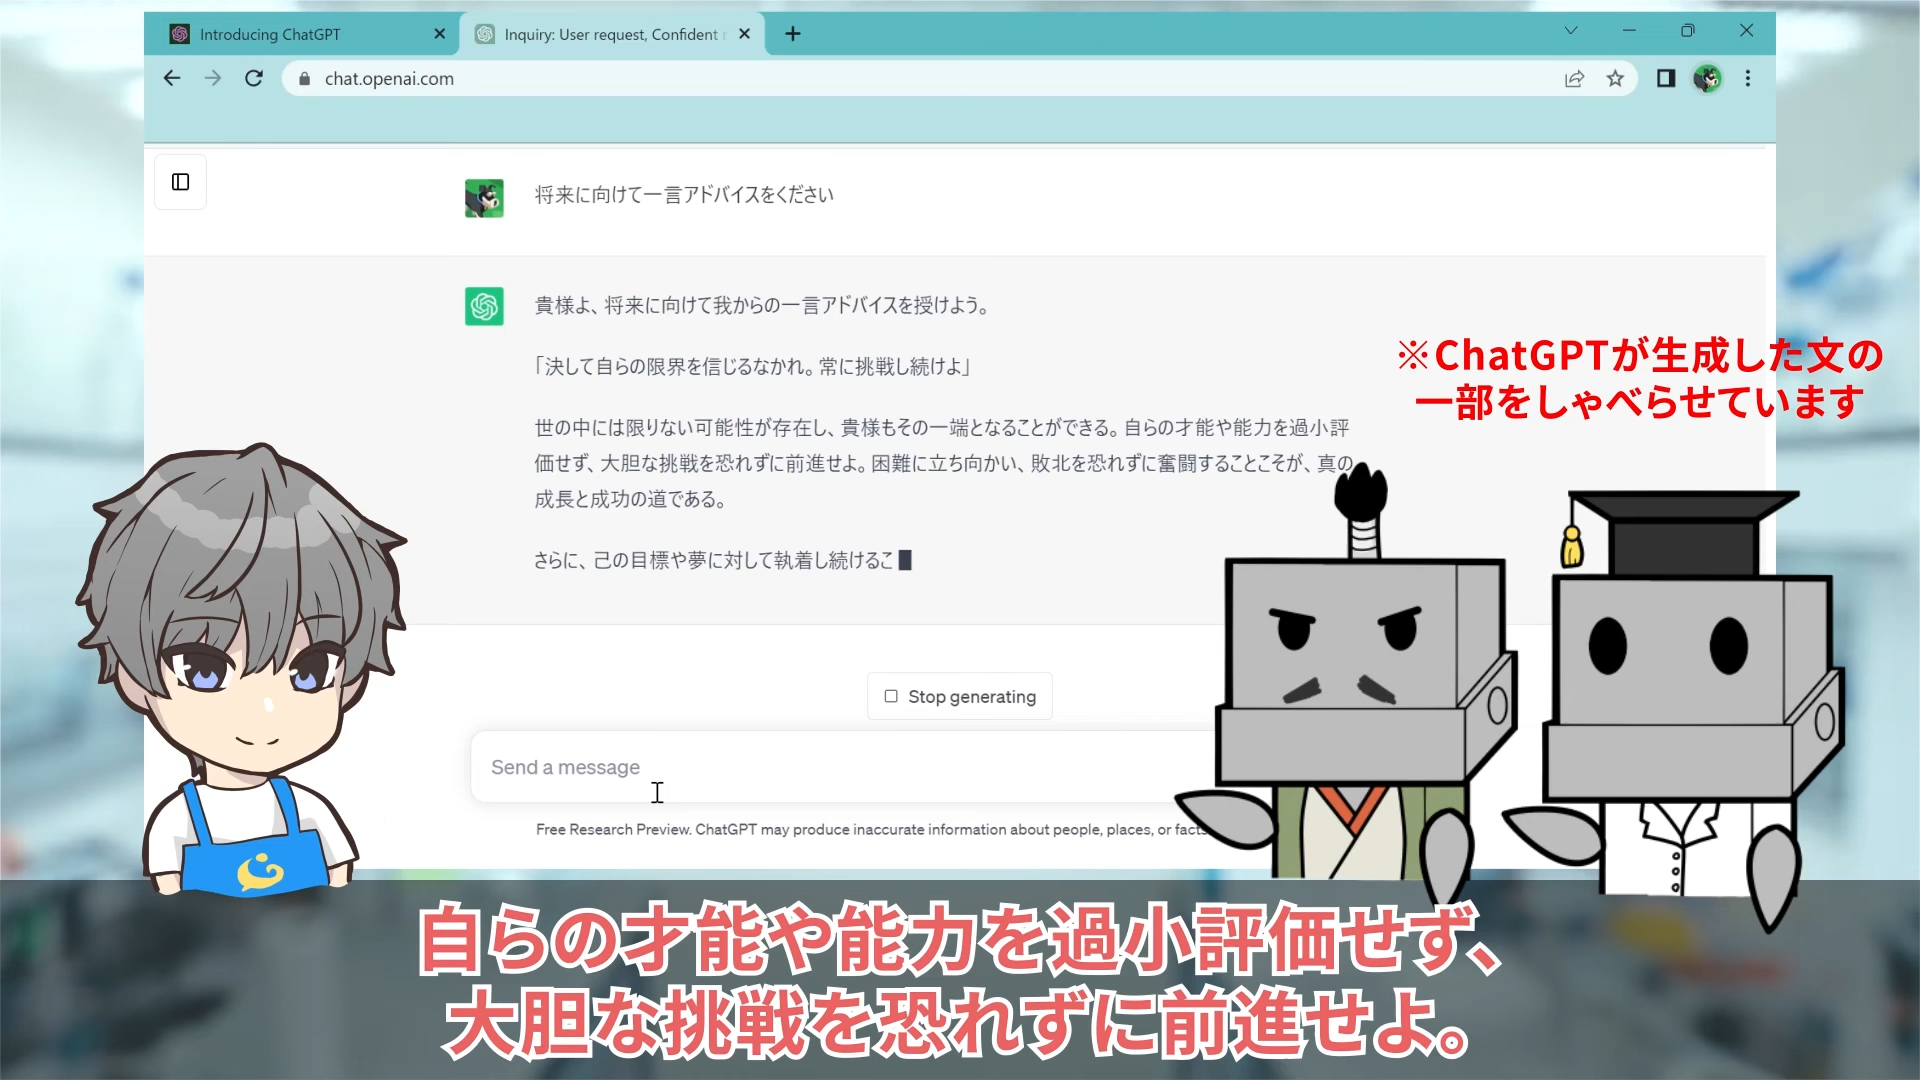 Introducing ChatGPT
Inquiry: User request, Confident
chat.openai.com
将来に向けて一言アドバイスをください
貴様よ、将来に向けて我からの一言アドバイスを授けよう。
「決して自らの限界を信じるなかれ。常に挑戦し続けよ」
世の中には限りない可能性が存在し、貴様もその一端となることができる。自らの才能や能力を過小評
価せず、大胆な挑戦を恐れずに前進せよ。困難に立ち向かい、敗北を恐れずに奮闘することこそが、真の
成長と成功の道である。
さらに、己の目標や夢に対して執着し続けるこ
※ChatGPTが生成した文の
一部をしゃべらせています
Stop generating
Send a message
Free Research Preview. ChatGPT may produce inaccurate information about people, places, or facts
自らの才能や能力を過小評価せず、
大胆な挑戦を恐れずに前進せよ。